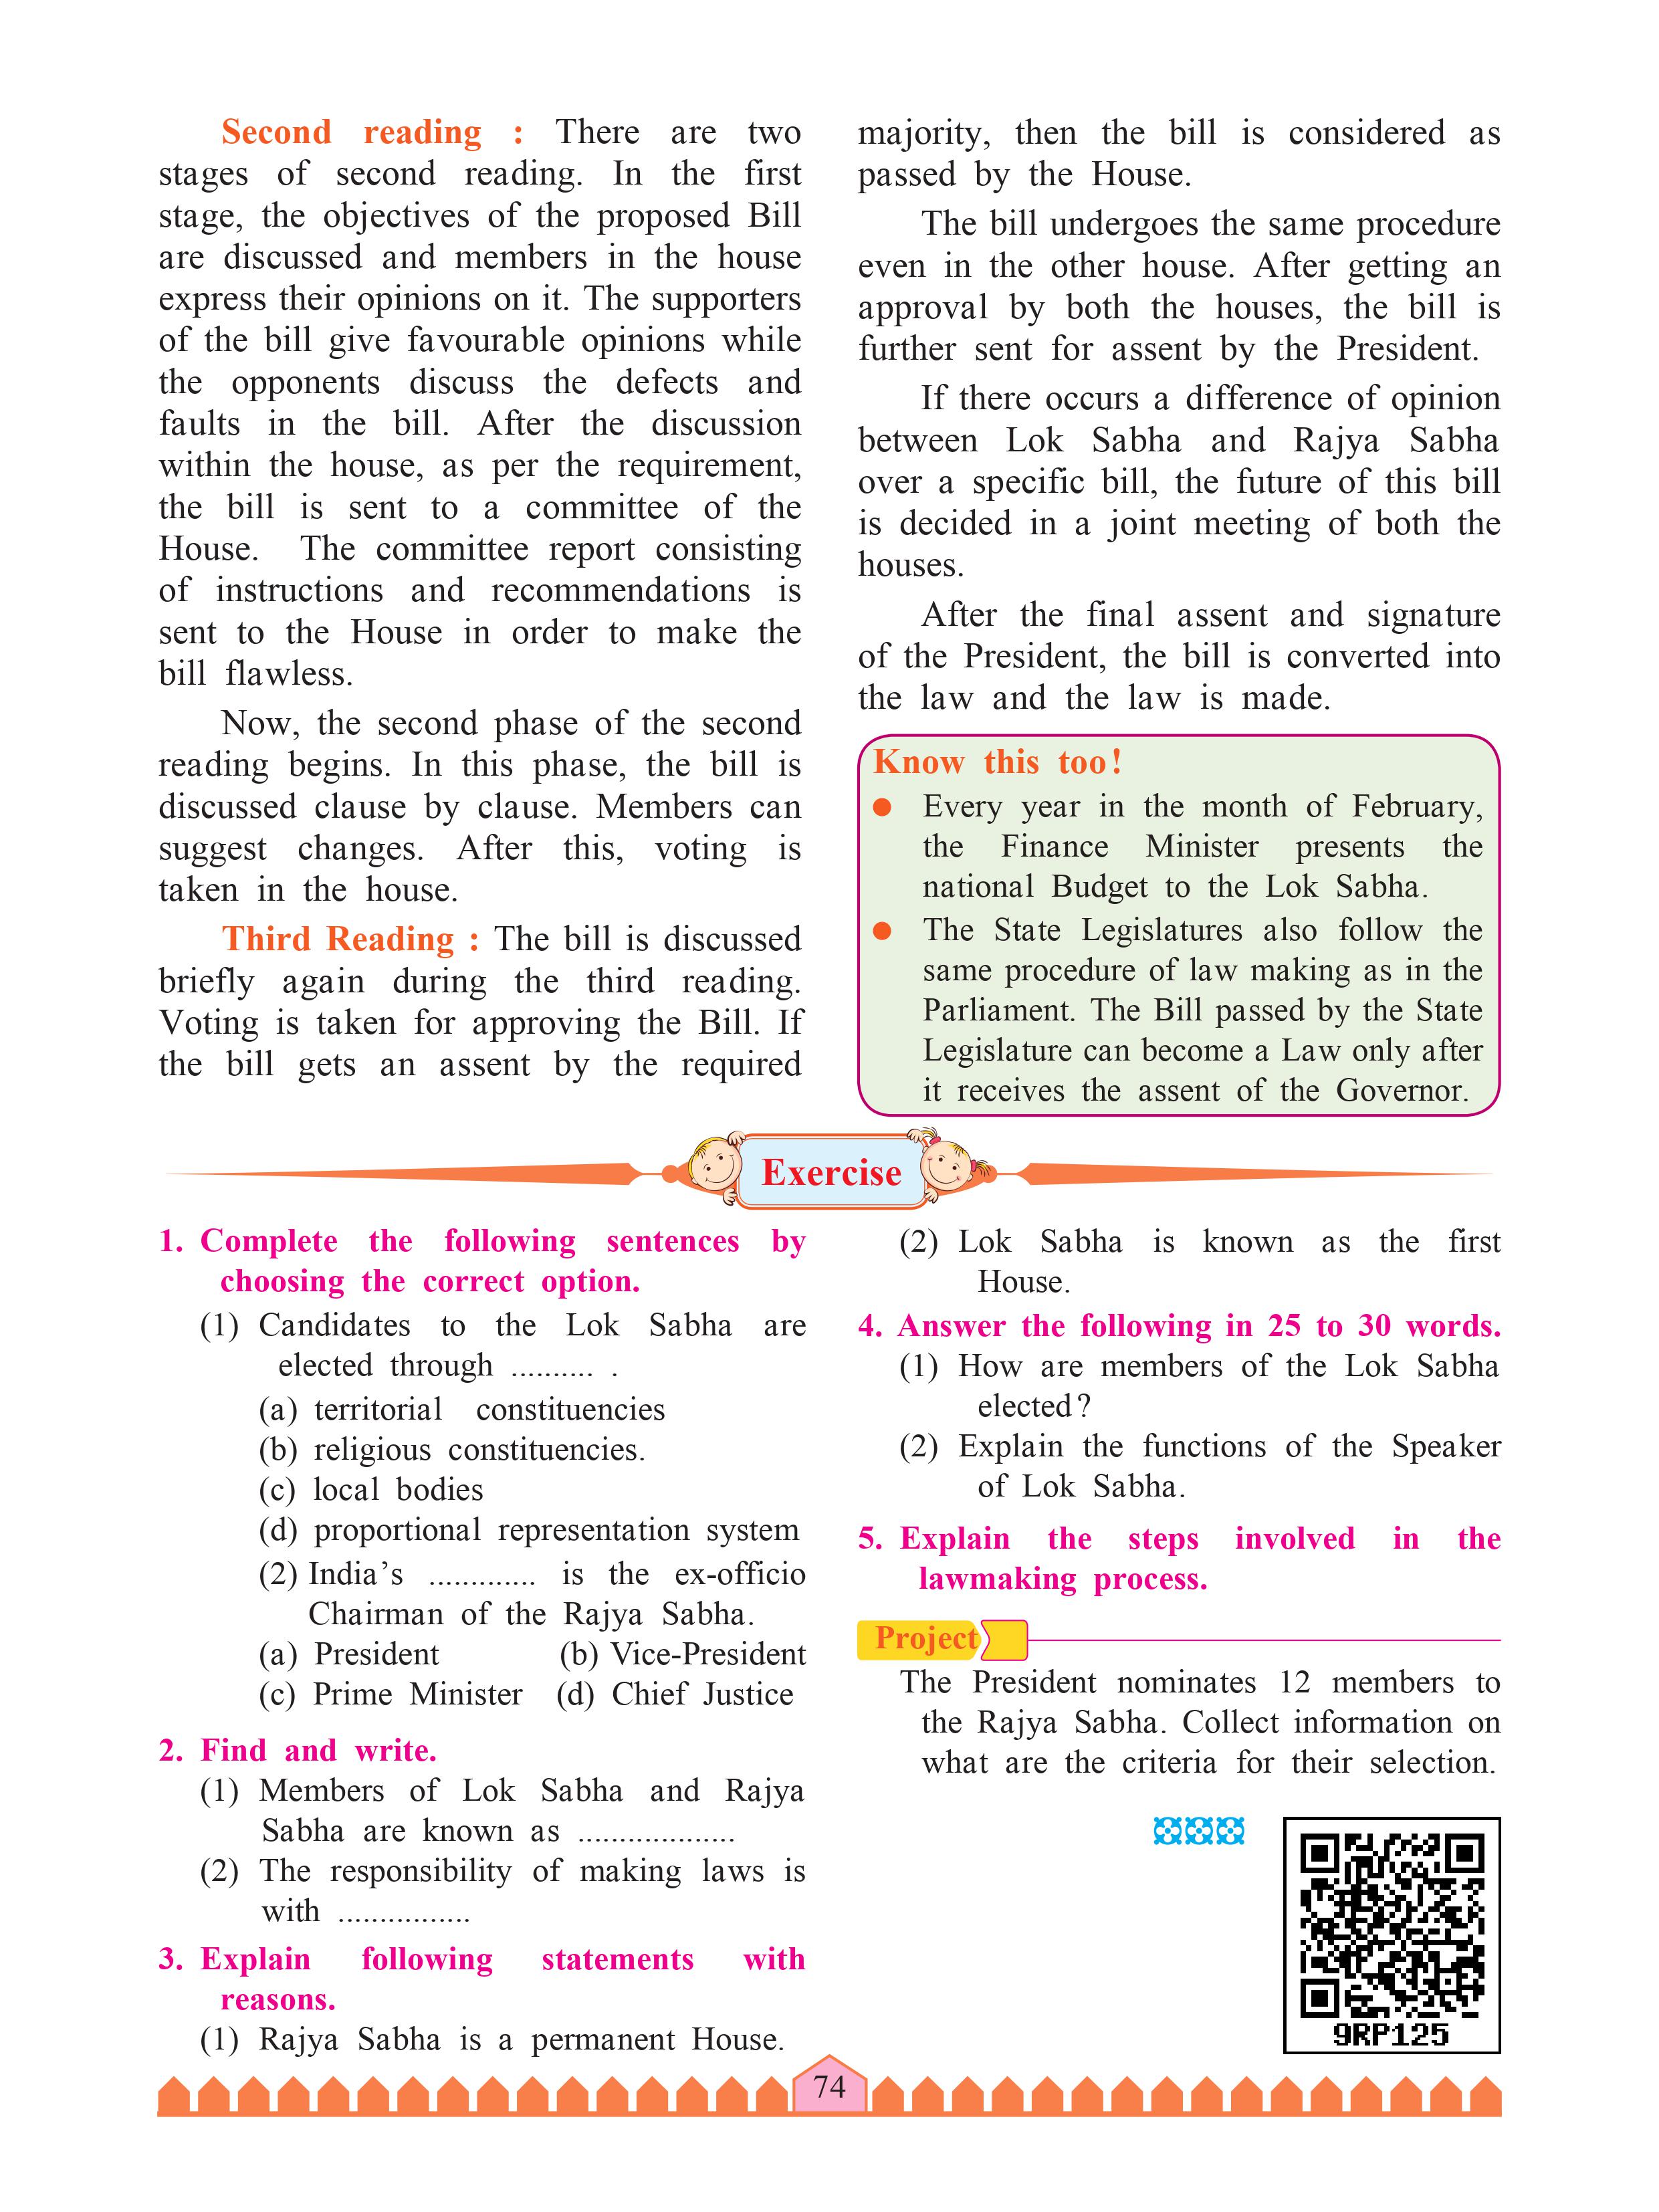 Second reading : There are two
stages of second reading. In the first
stage, the objectives of the proposed Bill
are discussed and members in the house
express their opinions on it. The supporters
of the bill give favourable opinions while
the opponents discuss the defects and
faults in the bill. After the discussion
within the house, as per the requirement,
the bill is sent to a committee of the
House. The committee report consisting
of instructions and recommendations is
sent to the House in order to make the
bill flawless.
Now, the second phase of the second
reading begins. In this phase, the bill is
discussed clause by clause. Members can
suggest changes. After this, voting is
taken in the house.
Third Reading : The bill is discussed
briefly again during the third reading.
Voting is taken for approving the Bill. If
the bill gets an assent by the required
majority, then the bill is considered as
passed by the House.
The bill undergoes the same procedure
even in the other house. After getting an
approval by both the houses, the bill is
further sent for assent by the President.
If there occurs a difference of opinion
between Lok Sabha and Rajya Sabha
over a specific bill, the future of this bill
is decided in a joint meeting of both the
houses.
After the final assent and signature
of the President, the bill is converted into
the law and the law is made.
Know this too!
● Every year in the month of February,
the Finance Minister presents the
national Budget to the Lok Sabha.
● The State Legislatures also follow the
same procedure of law making as in the
Parliament. The Bill passed by the State
Legislature can become a Law only after
it receives the assent of the Governor.
Exercise
1. Complete the following sentences by
choosing the correct option.
(1) Candidates to the Lok Sabha are
elected through .......... .
(a) territorial constituencies
(b) religious constituencies.
(c) local bodies
(d) proportional representation system
(2) India's ............. is the ex-officio
Chairman of the Rajya Sabha.
(a) President (b) Vice-President
(c) Prime Minister (d) Chief Justice
2. Find and write.
(1) Members of Lok Sabha and Rajya
Sabha are known as ...................
(2) The responsibility of making laws is
with ................
3. Explain following statements with
reasons.
(1) Rajya Sabha is a permanent House.
(2) Lok Sabha is known as the first
House.
4. Answer the following in 25 to 30 words.
(1) How are members of the Lok Sabha
elected?
(2) Explain the functions of the Speaker
of Lok Sabha.
5. Explain the steps involved in the
lawmaking process.
Project
The President nominates 12 members to
the Rajya Sabha. Collect information on
what are the criteria for their selection.
9RP125
74